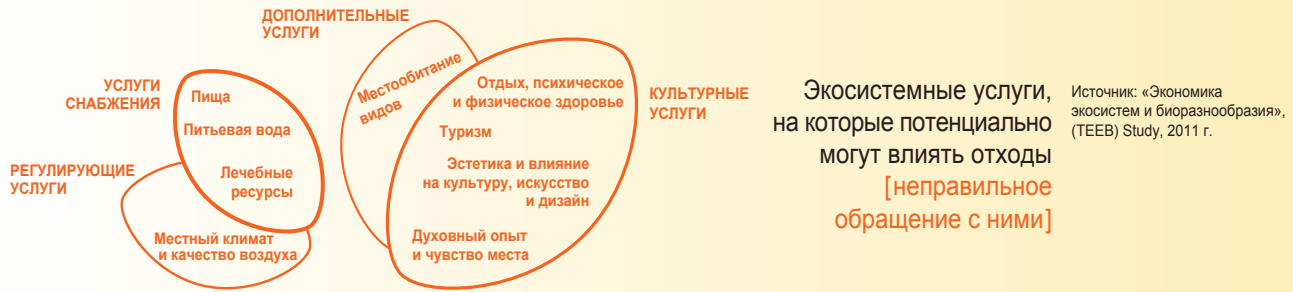 ДОПОЛНИТЕЛЬНЫЕ
УСЛУГИ
УСЛУГИ
СНАБЖЕНИЯ
Пища
Питьевая вода
Лечебные
ресурсы
РЕГУЛИРУЮЩИЕ
УСЛУГИ
Местный климат
и качество воздуха
Местообитание
видов
Отдых, психическое
и физическое здоровье
Туризм
Эстетика и влияние
на культуру, искусство
и дизайн
Духовный опыт
и чувство места
КУЛЬТУРНЫЕ
УСЛУГИ
Экосистемные услуги,
на которые потенциально
могут влиять отходы
[неправильное
обращение с ними]
Источник: «Экономика
экосистем и биоразнообразия»,
(TEEB) Study, 2011 г.